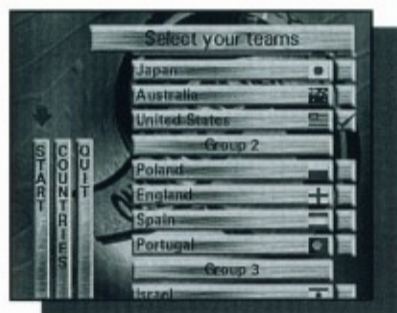 Select your teams
Japan
Australia
United States
Group 2
Poland
England
Spain
Portugal
Group 3
Israel
START
COUNTRIES
QUIT